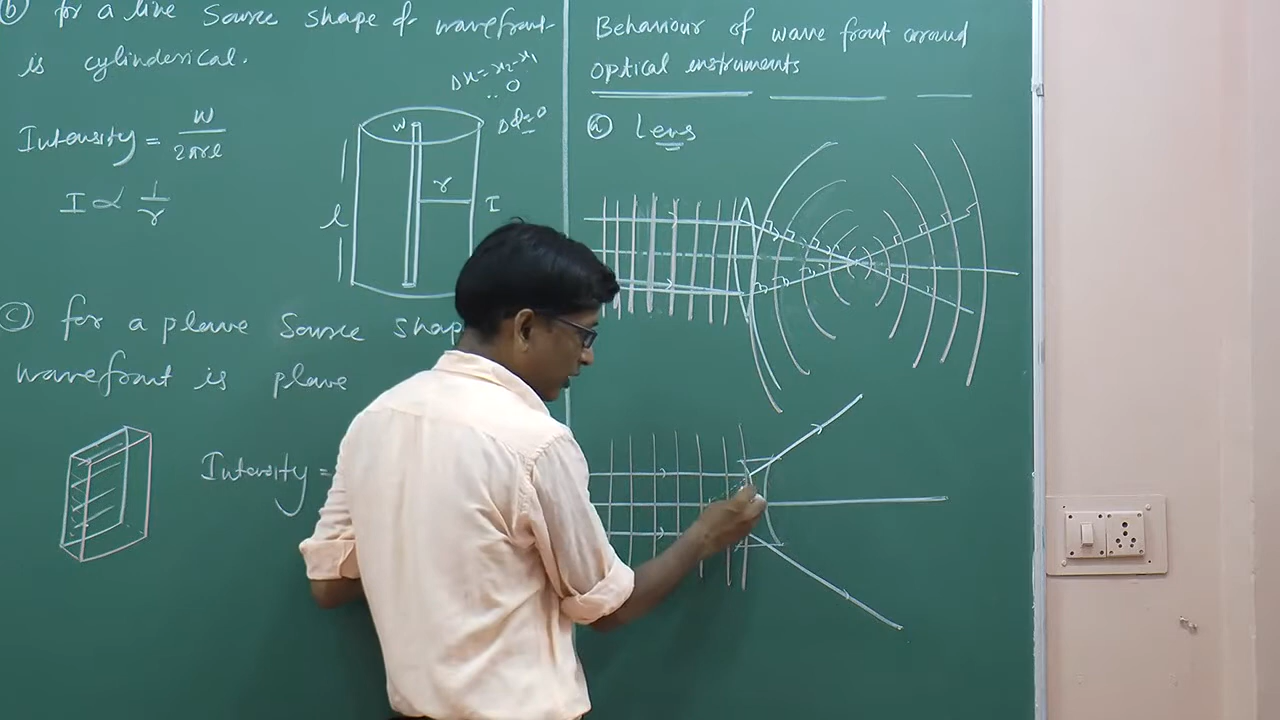 (b) for a line Source shape of wavefront
is cylinderical.
Δx = x2-x1
0
Δφ=0
Intensity = w / 2πrl
I ∝ 1/r
w
r
l
I
(c) for a plane Source shap
wavefront is plane
Intensity =
Behaviour of wave front around
optical instruments
(a) Lens